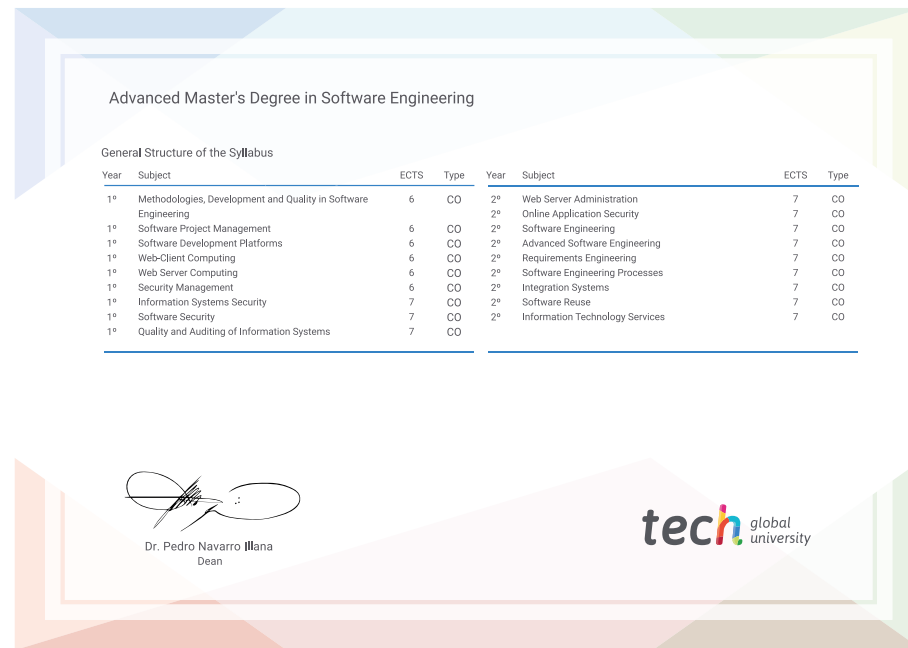 Advanced Master's Degree in Software Engineering
General Structure of the Syllabus
Year Subject ECTS Type
1º Methodologies, Development and Quality in Software 6 CO
Engineering
1º Software Project Management 6 CO
1º Software Development Platforms 6 CO
1º Web-Client Computing 6 CO
1º Web Server Computing 6 CO
1º Security Management 6 CO
1º Information Systems Security 7 CO
1º Software Security 7 CO
1º Quality and Auditing of Information Systems 7 CO
Year Subject ECTS Type
2º Web Server Administration 7 CO
2º Online Application Security 7 CO
2º Software Engineering 7 CO
2º Advanced Software Engineering 7 CO
2º Requirements Engineering 7 CO
2º Software Engineering Processes 7 CO
2º Integration Systems 7 CO
2º Software Reuse 7 CO
2º Information Technology Services 7 CO
Dr. Pedro Navarro Illana
Dean
tech global
university